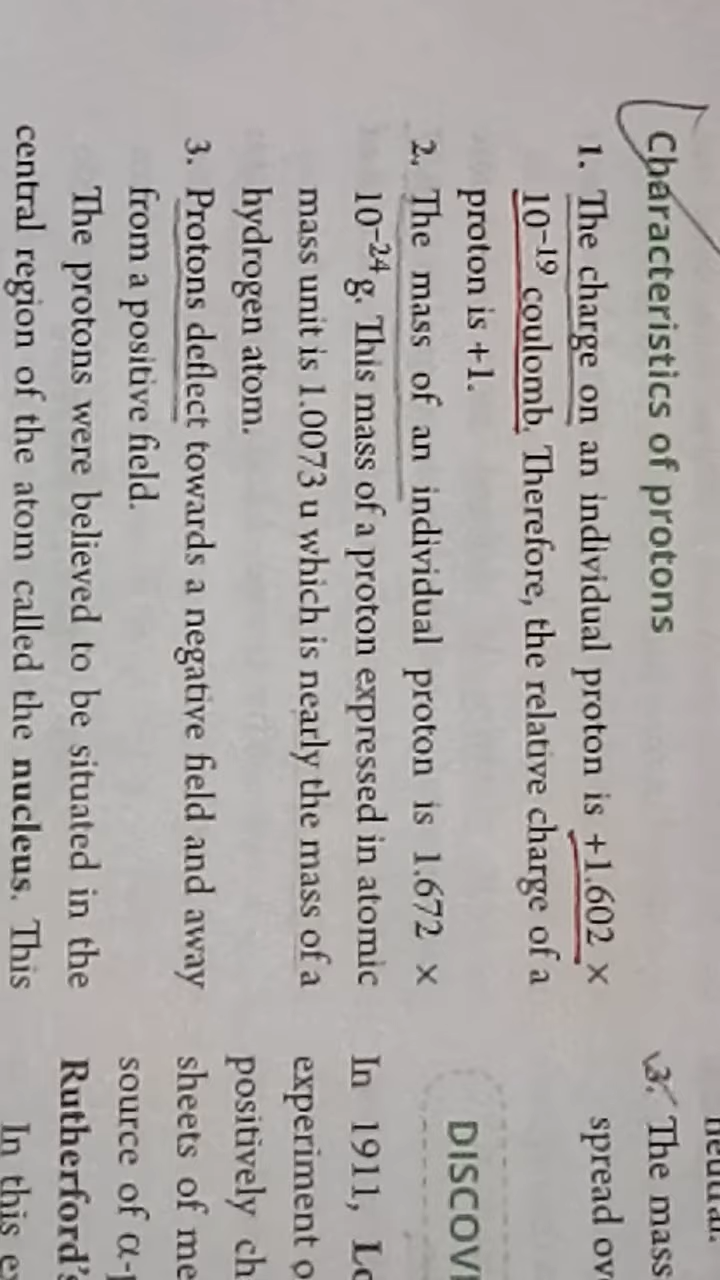 Characteristics of protons
1. The charge on an individual proton is +1.602 ×
10⁻¹⁹ coulomb. Therefore, the relative charge of a
proton is +1.
2. The mass of an individual proton is 1.672 ×
10⁻²⁴ g. This mass of a proton expressed in atomic
mass unit is 1.0073 u which is nearly the mass of a
hydrogen atom.
3. Protons deflect towards a negative field and away
from a positive field.
The protons were believed to be situated in the
central region of the atom called the nucleus. This
neutral.
3. The mass
spread ov
DISCOV
In 1911, Lo
experiment o
positively ch
sheets of me
source of α-
Rutherford's
In this ex